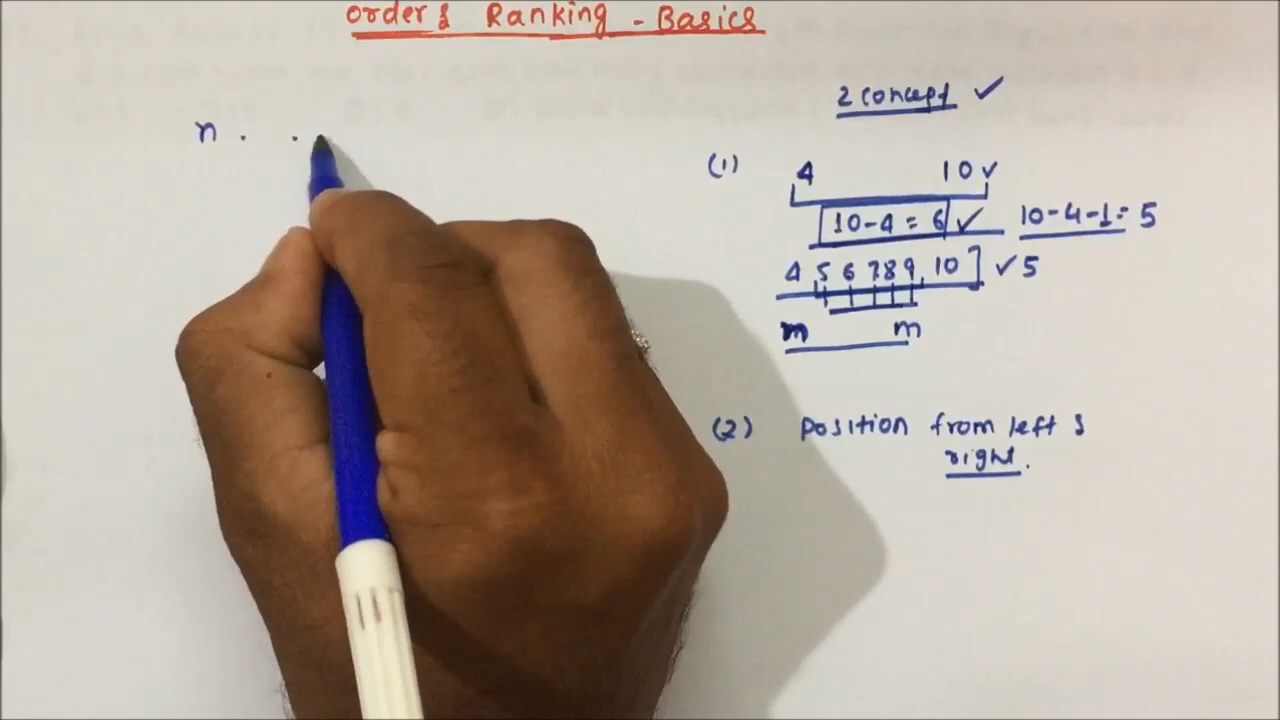 Order & Ranking - Basics
n . .
2 concept ✓
(1) 4 10 ✓
10-4 = 6 ✓ 10-4-1= 5
4 5 6 7 8 9 10 ] ✓ 5
m m
(2) Position from left &
right.